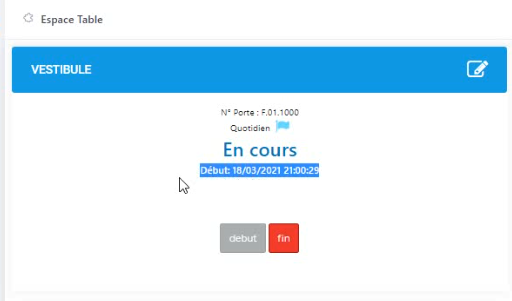 Espace Table
VESTIBULE
N° Porte : F.01.1000
Quotidien
En cours
Début: 18/03/2021 21:00:29
debut
fin